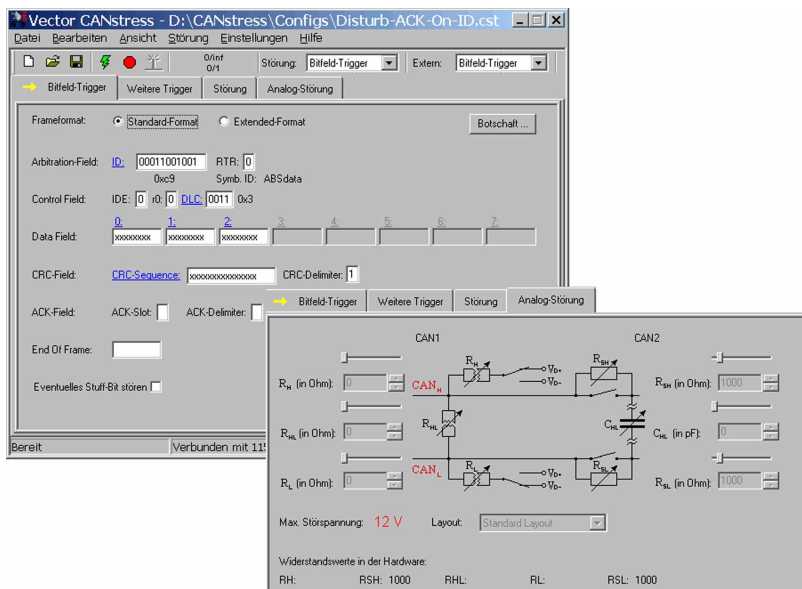 Vector CANstress - D:\CANstress\Configs\Disturb-ACK-On-ID.cst
Datei Bearbeiten Ansicht Störung Einstellungen Hilfe
0/inf
0/1
Störung: Bitfeld-Trigger Extern: Bitfeld-Trigger
Bitfeld-Trigger Weitere Trigger Störung Analog-Störung
Frameformat: Standard-Format Extended-Format Botschaft ...
Arbitration-Field: ID: 00011001001 RTR: 0
0xc9 Symb. ID: ABSdata
Control Field: IDE: 0 r0: 0 DLC: 0011 0x3
0: 1: 2: 3: 4: 5: 6: 7:
Data Field: xxxxxxxx xxxxxxxx xxxxxxxx
CRC-Field: CRC-Sequence: xxxxxxxxxxxxxxx CRC-Delimiter: 1
ACK-Field: ACK-Slot: ACK-Delimiter:
End Of Frame:
Eventuelles Stuff-Bit stören
Bereit Verbunden mit 115
Bitfeld-Trigger Weitere Trigger Störung Analog-Störung
CAN1 CAN2
RH VD+ RSH
VD-
RH (in Ohm): 0 CANH RSH (in Ohm): 1000
RHL (in Ohm): 0 RHL CHL CHL (in pF): 0
CANL RL VD+ RSL
VD-
RL (in Ohm): 0 RSL (in Ohm): 1000
Max. Störspannung: 12 V Layout: Standard Layout
Widerstandswerte in der Hardware:
RH: RSH: 1000 RHL: RL: RSL: 1000